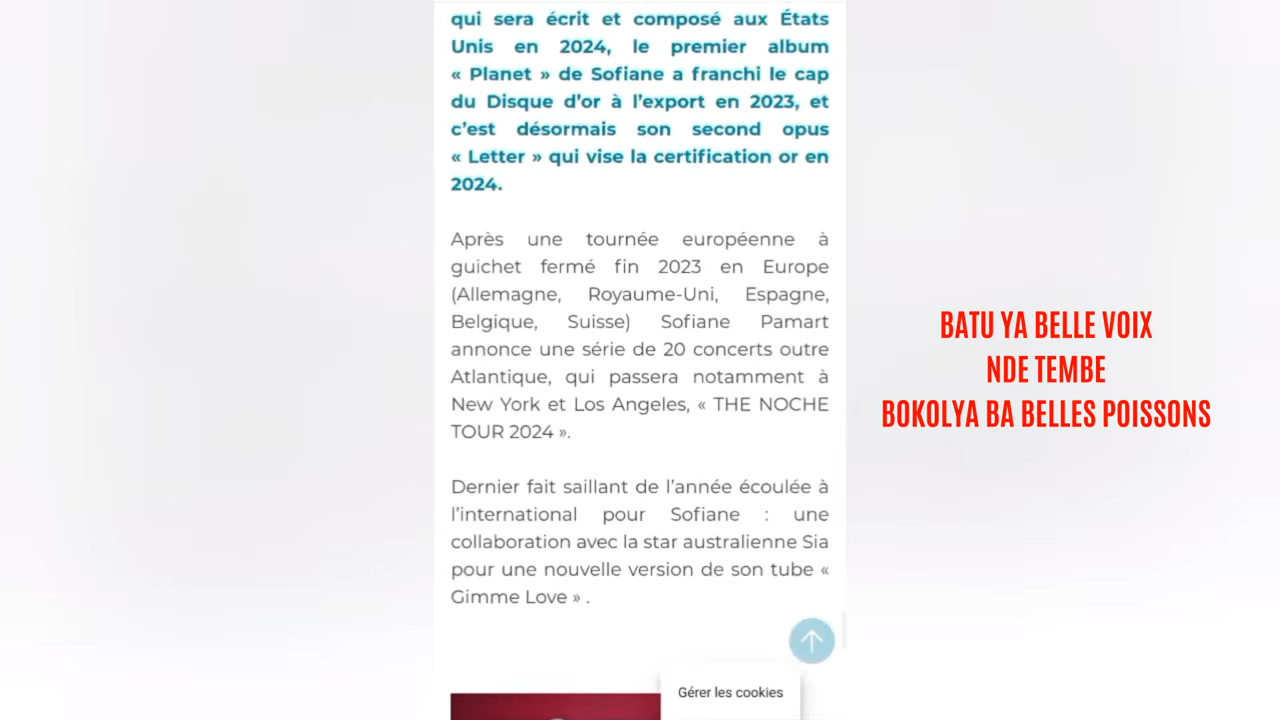 qui sera écrit et composé aux États
Unis en 2024, le premier album
« Planet » de Sofiane a franchi le cap
du Disque d'or à l'export en 2023, et
c'est désormais son second opus
« Letter » qui vise la certification or en
2024.
Après une tournée européenne à
guichet fermé fin 2023 en Europe
(Allemagne, Royaume-Uni, Espagne,
Belgique, Suisse) Sofiane Pamart
annonce une série de 20 concerts outre
Atlantique, qui passera notamment à
New York et Los Angeles, « THE NOCHE
TOUR 2024 ».
Dernier fait saillant de l'année écoulée à
l'international pour Sofiane : une
collaboration avec la star australienne Sia
pour une nouvelle version de son tube «
Gimme Love » .
Gérer les cookies
BATU YA BELLE VOIX
NDE TEMBE
BOKOLYA BA BELLES POISSONS